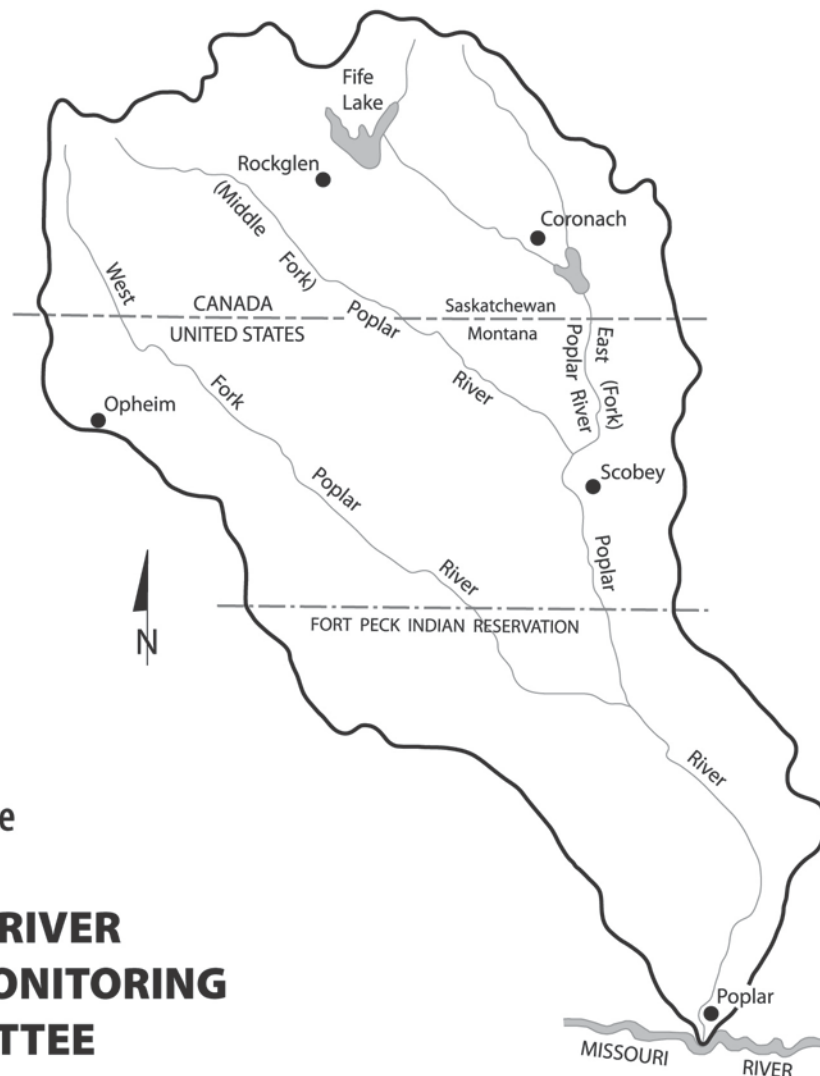 Fife
Lake
Rockglen
(Middle
Fork)
Coronach
West
CANADA
Saskatchewan
Poplar
UNITED STATES
Montana
East (Fork)
Poplar River
River
Fork
Opheim
Scobey
Poplar
Poplar
River
FORT PECK INDIAN RESERVATION
N
River
e
RIVER
ONITORING
TTEE
Poplar
MISSOURI RIVER